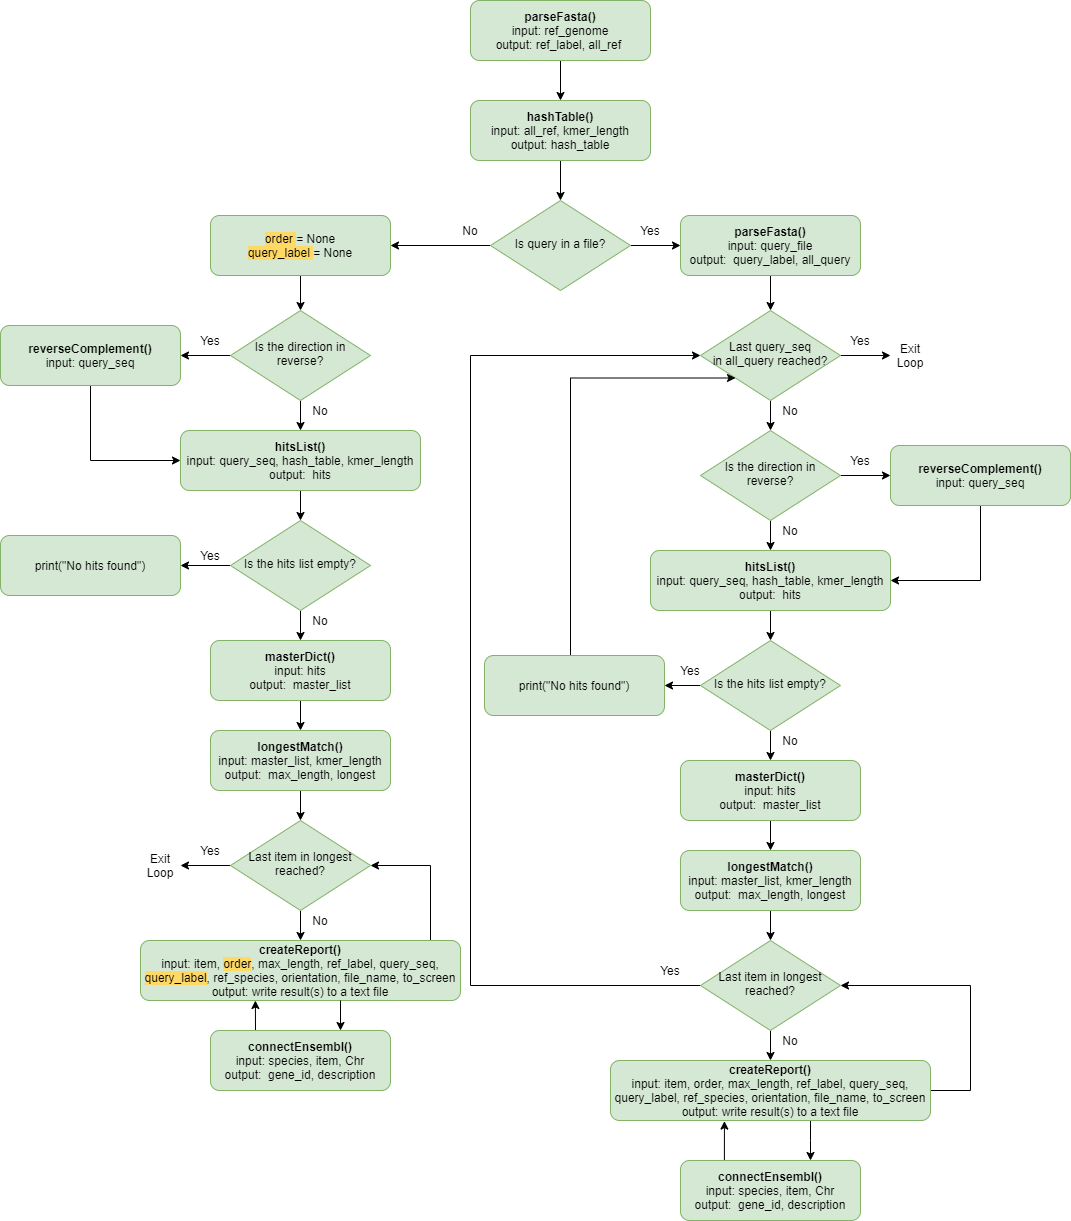 parseFasta()
input: ref_genome
output: ref_label, all_ref
hashTable()
input: all_ref, kmer_length
output: hash_table
Is query in a file?
No
Yes
order = None
query_label = None
Is the direction in
reverse?
Yes
No
reverseComplement()
input: query_seq
hitsList()
input: query_seq, hash_table, kmer_length
output: hits
Is the hits list empty?
Yes
No
print("No hits found")
masterDict()
input: hits
output: master_list
longestMatch()
input: master_list, kmer_length
output: max_length, longest
Last item in longest
reached?
Yes
Exit
Loop
No
createReport()
input: item, order, max_length, ref_label, query_seq,
query_label, ref_species, orientation, file_name, to_screen
output: write result(s) to a text file
connectEnsembl()
input: species, item, Chr
output: gene_id, description
parseFasta()
input: query_file
output: query_label, all_query
Last query_seq
in all_query reached?
Yes
Exit
Loop
No
Is the direction in
reverse?
Yes
No
reverseComplement()
input: query_seq
hitsList()
input: query_seq, hash_table, kmer_length
output: hits
Is the hits list empty?
Yes
No
print("No hits found")
masterDict()
input: hits
output: master_list
longestMatch()
input: master_list, kmer_length
output: max_length, longest
Last item in longest
reached?
Yes
No
createReport()
input: item, order, max_length, ref_label, query_seq,
query_label, ref_species, orientation, file_name, to_screen
output: write result(s) to a text file
connectEnsembl()
input: species, item, Chr
output: gene_id, description